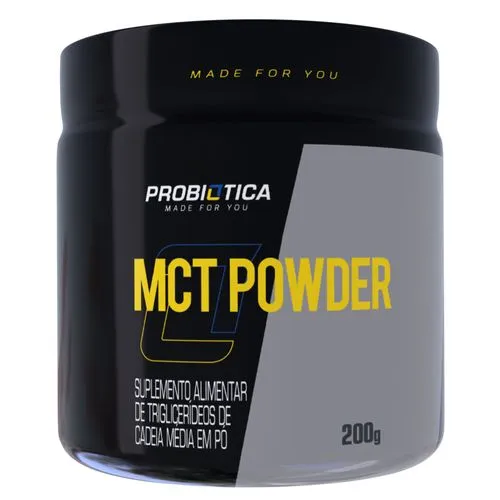 MADE FOR YOU
PROBIOTICA
MADE FOR YOU
MCT POWDER
SUPLEMENTO ALIMENTAR
DE TRIGLICERÍDEOS DE
CADEIA MÉDIA EM PÓ
200g